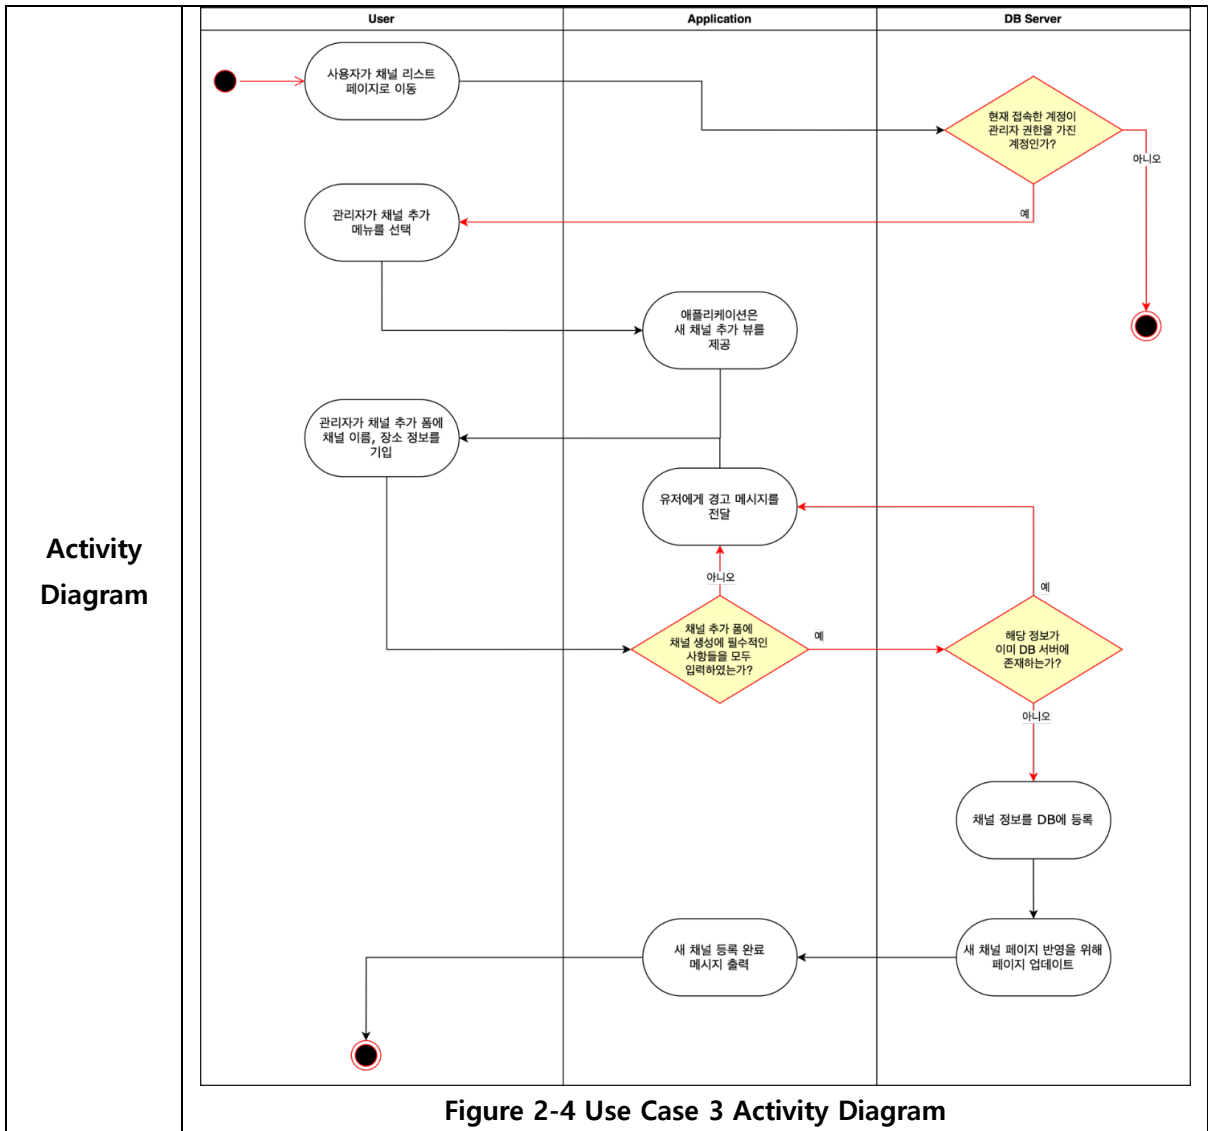 Activity
Diagram
User
Application
DB Server
사용자가 채널 리스트
페이지로 이동
현재 접속한 계정이
관리자 권한을 가진
계정인가?
아니오
예
관리자가 채널 추가
메뉴를 선택
애플리케이션은
새 채널 추가 뷰를
제공
관리자가 채널 추가 폼에
채널 이름, 장소 정보를
기입
유저에게 경고 메시지를
전달
아니오
예
채널 추가 폼에
채널 생성에 필수적인
사항들을 모두
입력하였는가?
예
해당 정보가
이미 DB 서버에
존재하는가?
아니오
채널 정보를 DB에 등록
새 채널 등록 완료
메시지 출력
새 채널 페이지 반영을 위해
페이지 업데이트
Figure 2-4 Use Case 3 Activity Diagram